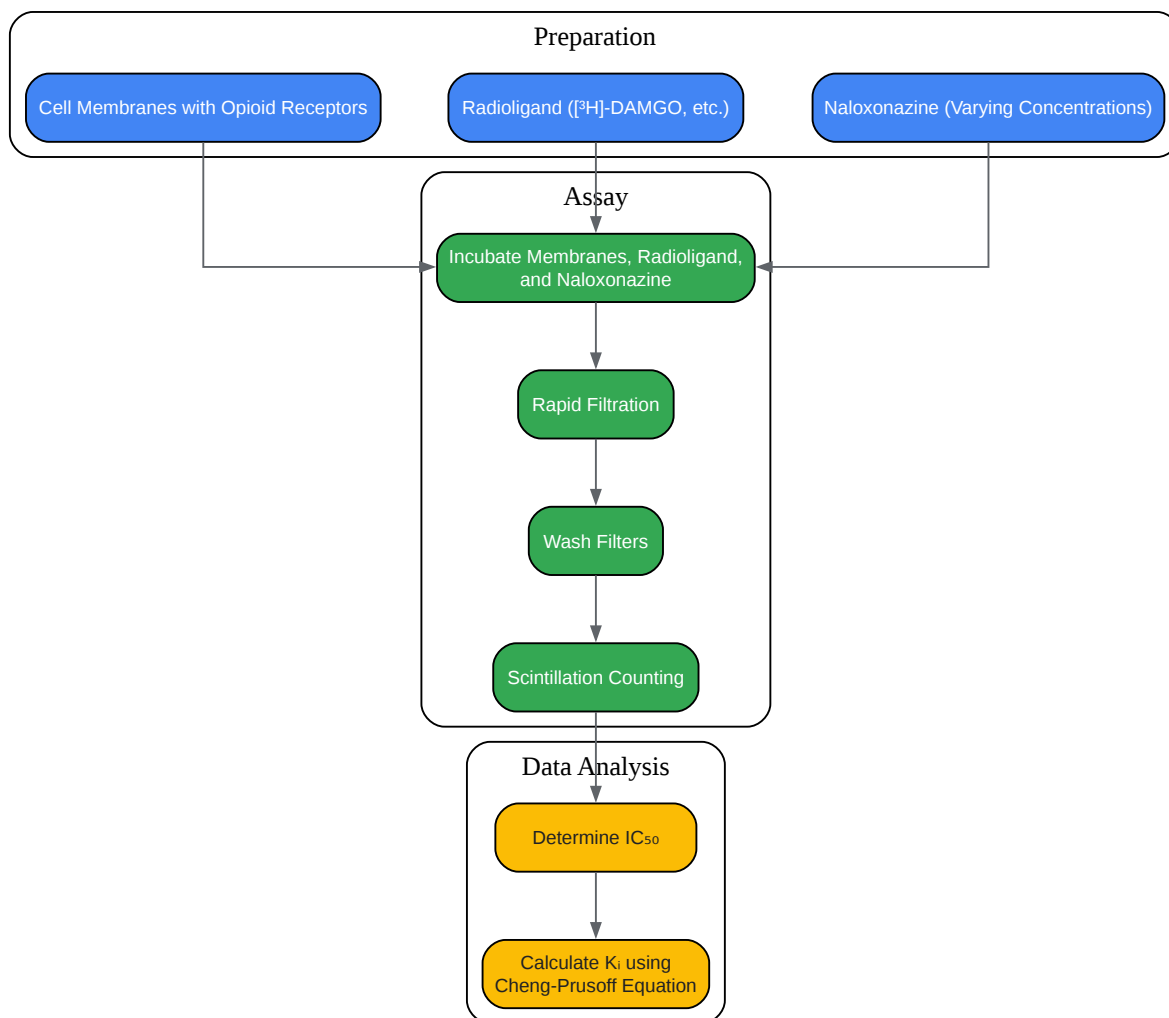 Preparation
Cell Membranes with Opioid Receptors
Radioligand ([³H]-DAMGO, etc.)
Naloxonazine (Varying Concentrations)
Assay
Incubate Membranes, Radioligand,
and Naloxonazine
Rapid Filtration
Wash Filters
Scintillation Counting
Data Analysis
Determine IC₅₀
Calculate Kᵢ using
Cheng-Prusoff Equation